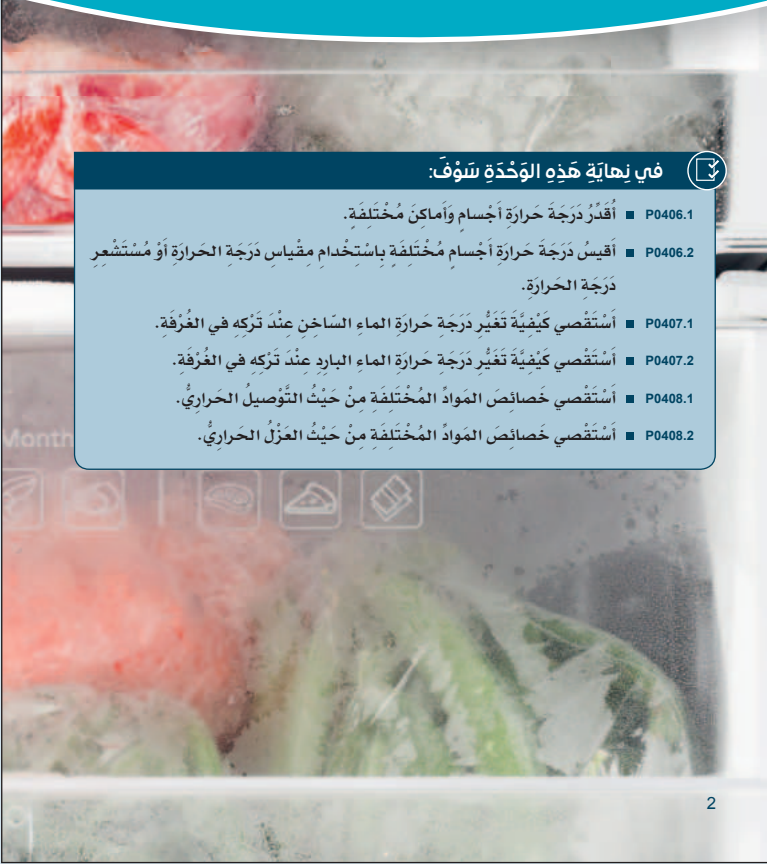 في نِهايَةِ هَذِهِ الوَحْدَةِ سَوْفَ:
P0406.1 ■ أُقَدِّرُ دَرَجَةَ حَرارَةِ أَجْسامٍ وَأَماكِنَ مُخْتَلِفَةٍ.
P0406.2 ■ أَقيسُ دَرَجَةَ حَرارَةِ أَجْسامٍ مُخْتَلِفَةٍ بِاسْتِخْدامِ مِقْياسِ دَرَجَةِ الحَرارَةِ أَوْ مُسْتَشْعِرِ
دَرَجَةِ الحَرارَةِ.
P0407.1 ■ أَسْتَقْصي كَيْفِيَّةَ تَغَيُّرِ دَرَجَةِ حَرارَةِ الماءِ السّاخِنِ عِنْدَ تَرْكِهِ في الغُرْفَةِ.
P0407.2 ■ أَسْتَقْصي كَيْفِيَّةَ تَغَيُّرِ دَرَجَةِ حَرارَةِ الماءِ البارِدِ عِنْدَ تَرْكِهِ في الغُرْفَةِ.
P0408.1 ■ أَسْتَقْصي خَصائِصَ المَوادِّ المُخْتَلِفَةِ مِنْ حَيْثُ التَّوْصيلُ الحَرارِيُّ.
P0408.2 ■ أَسْتَقْصي خَصائِصَ المَوادِّ المُخْتَلِفَةِ مِنْ حَيْثُ العَزْلُ الحَرارِيُّ.
Month
2